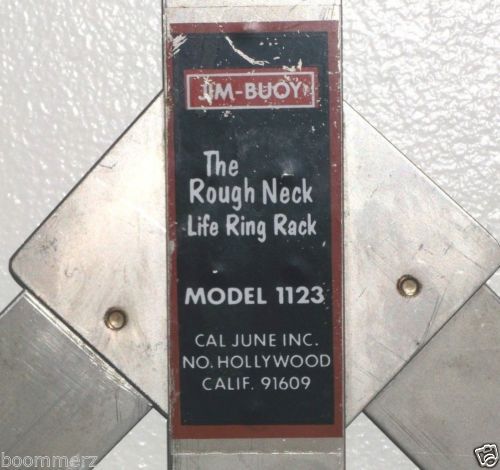 JIM-BUOY
The
Rough Neck
Life Ring Rack
MODEL 1123
CAL JUNE INC.
NO. HOLLYWOOD
CALIF. 91609
boommerz